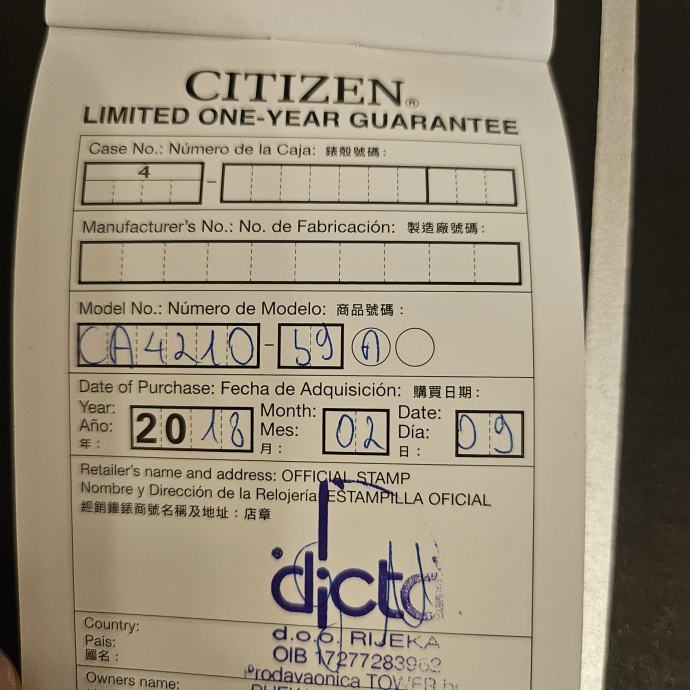 CITIZEN®
LIMITED ONE-YEAR GUARANTEE
Case No.: Número de la Caja: 錶殼號碼:
4 -
Manufacturer's No.: No. de Fabricación: 製造廠號碼:
Model No.: Número de Modelo: 商品號碼:
CA4210-59 A
Date of Purchase: Fecha de Adquisición: 購買日期:
Year: Month: Date:
Año: 2018 Mes: 02 Día: 09
年: 月: 日:
Retailer's name and address: OFFICIAL STAMP
Nombre y Dirección de la Relojería: ESTAMPILLA OFICIAL
經銷鐘錶商號名稱及地址:店章
d.o.o. RIJEKA
Country:
País:
OIB 17277283962
國名:
Prodavaonica TOWER
Owners name: